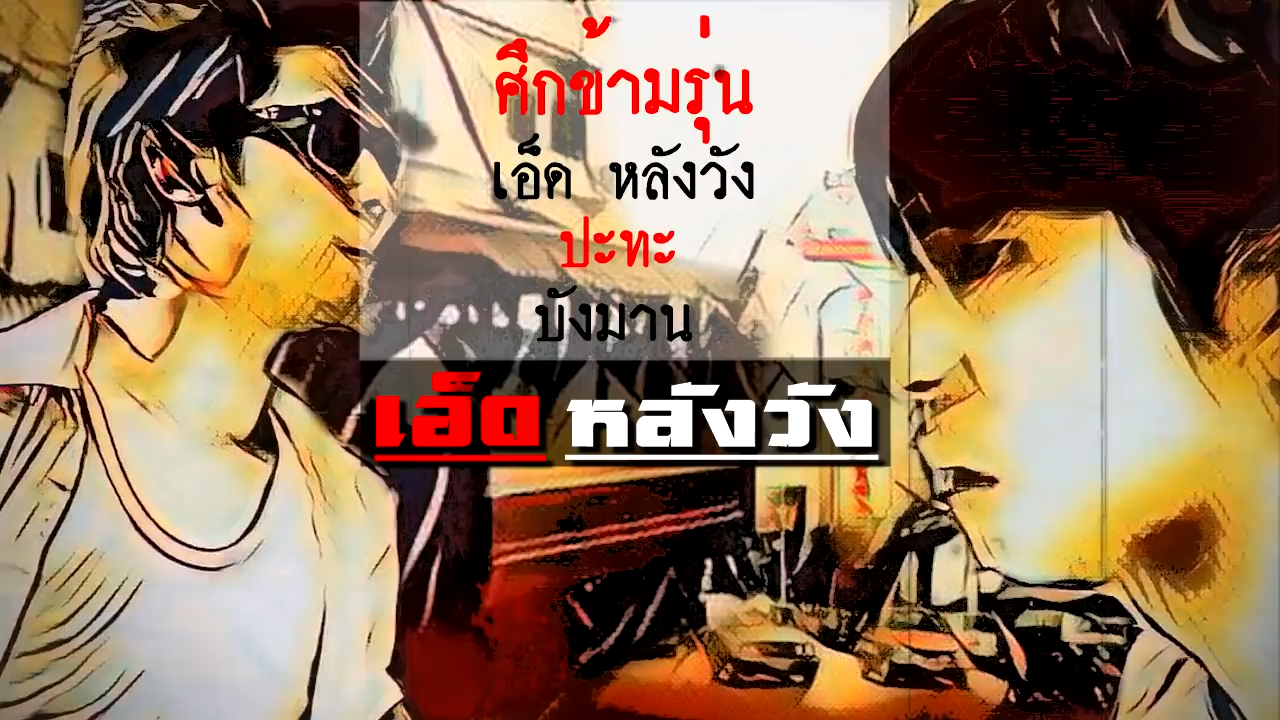 ศึกข้ามรุ่น
เอ็ด หลังวัง
ปะทะ
บังมาน
เอ็ด หลังวัง